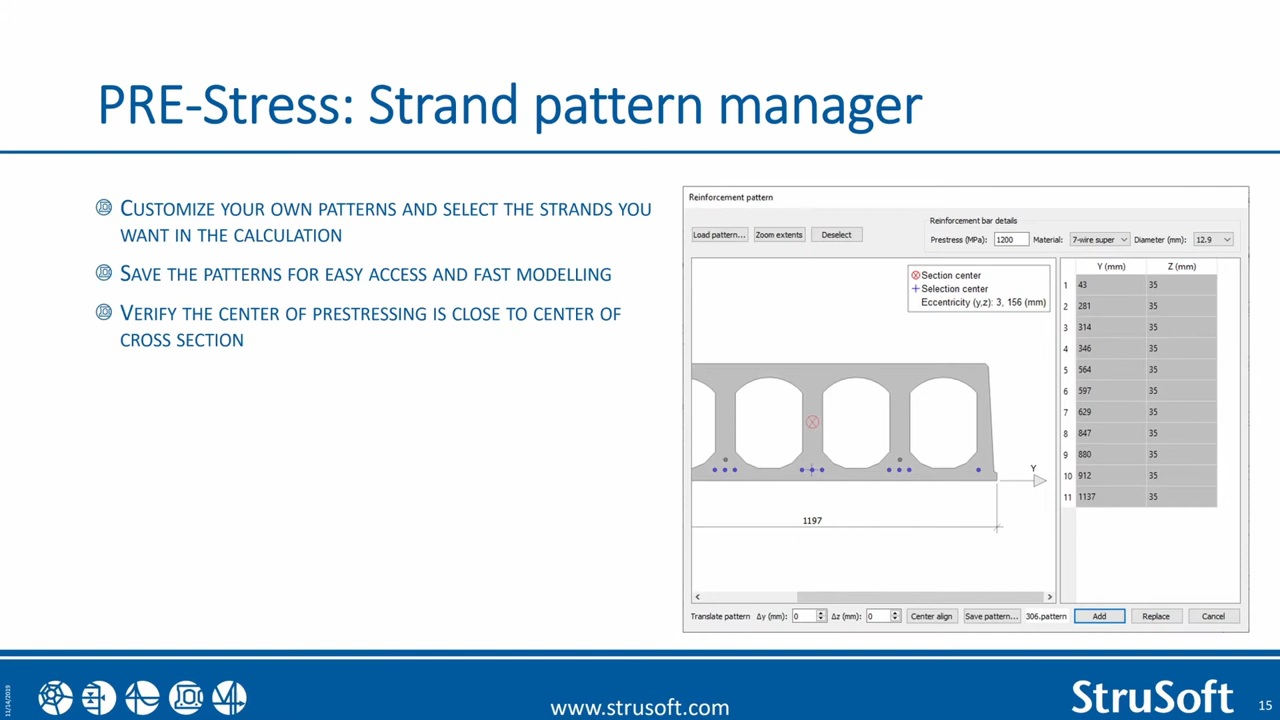 PRE-Stress: Strand pattern manager
Customize your own patterns and select the strands you
want in the calculation
Save the patterns for easy access and fast modelling
Verify the center of prestressing is close to center of
cross section
Reinforcement pattern
Reinforcement bar details
Load pattern... Zoom extents Deselect Prestress (MPa): 1200 Material: 7-wire super Diameter (mm): 12.9
Section center
Selection center
Eccentricity (y,z): 3, 156 (mm)
Y (mm) Z (mm)
1 43 35
2 281 35
3 314 35
4 346 35
5 564 35
6 597 35
7 629 35
8 847 35
9 880 35
10 912 35
11 1137 35
Y
1197
Translate pattern Δy (mm): 0 Δz (mm): 0 Center align Save pattern... 306.pattern Add Replace Cancel
11/14/2019
www.strusoft.com
StruSoft
15